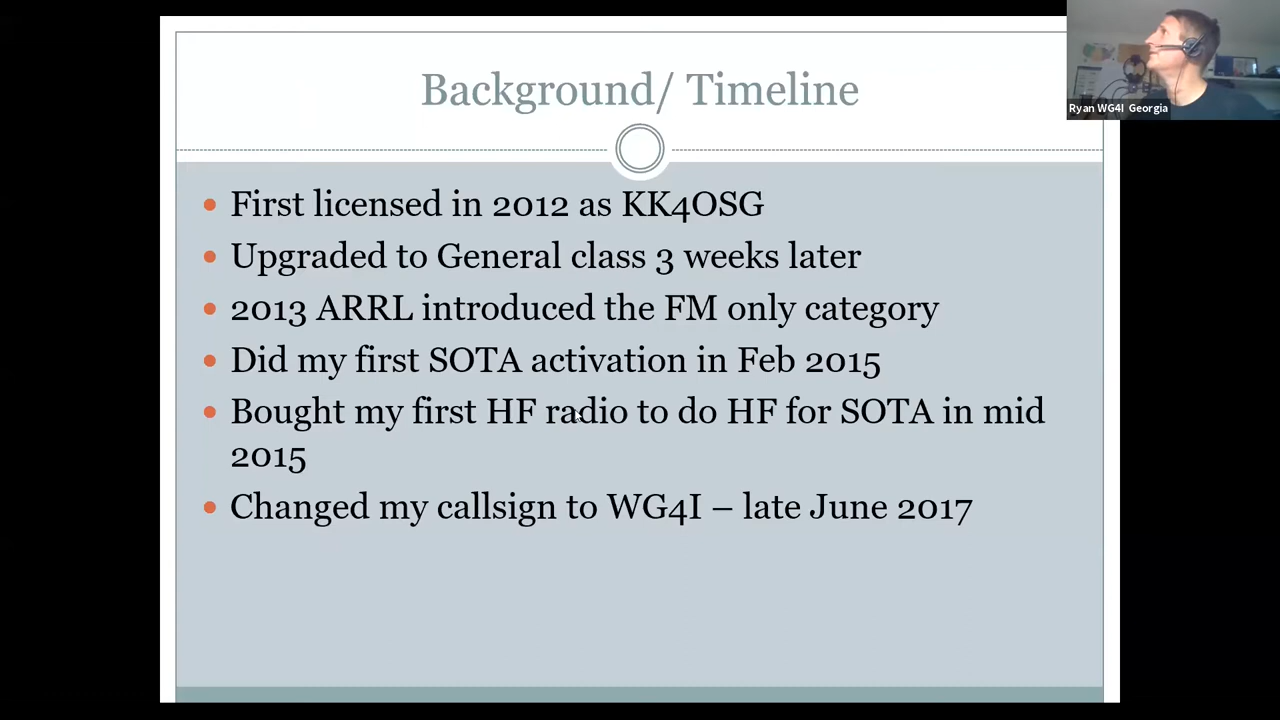 Background/ Timeline
Ryan WG4I Georgia
First licensed in 2012 as KK4OSG
Upgraded to General class 3 weeks later
2013 ARRL introduced the FM only category
Did my first SOTA activation in Feb 2015
Bought my first HF radio to do HF for SOTA in mid
2015
Changed my callsign to WG4I – late June 2017